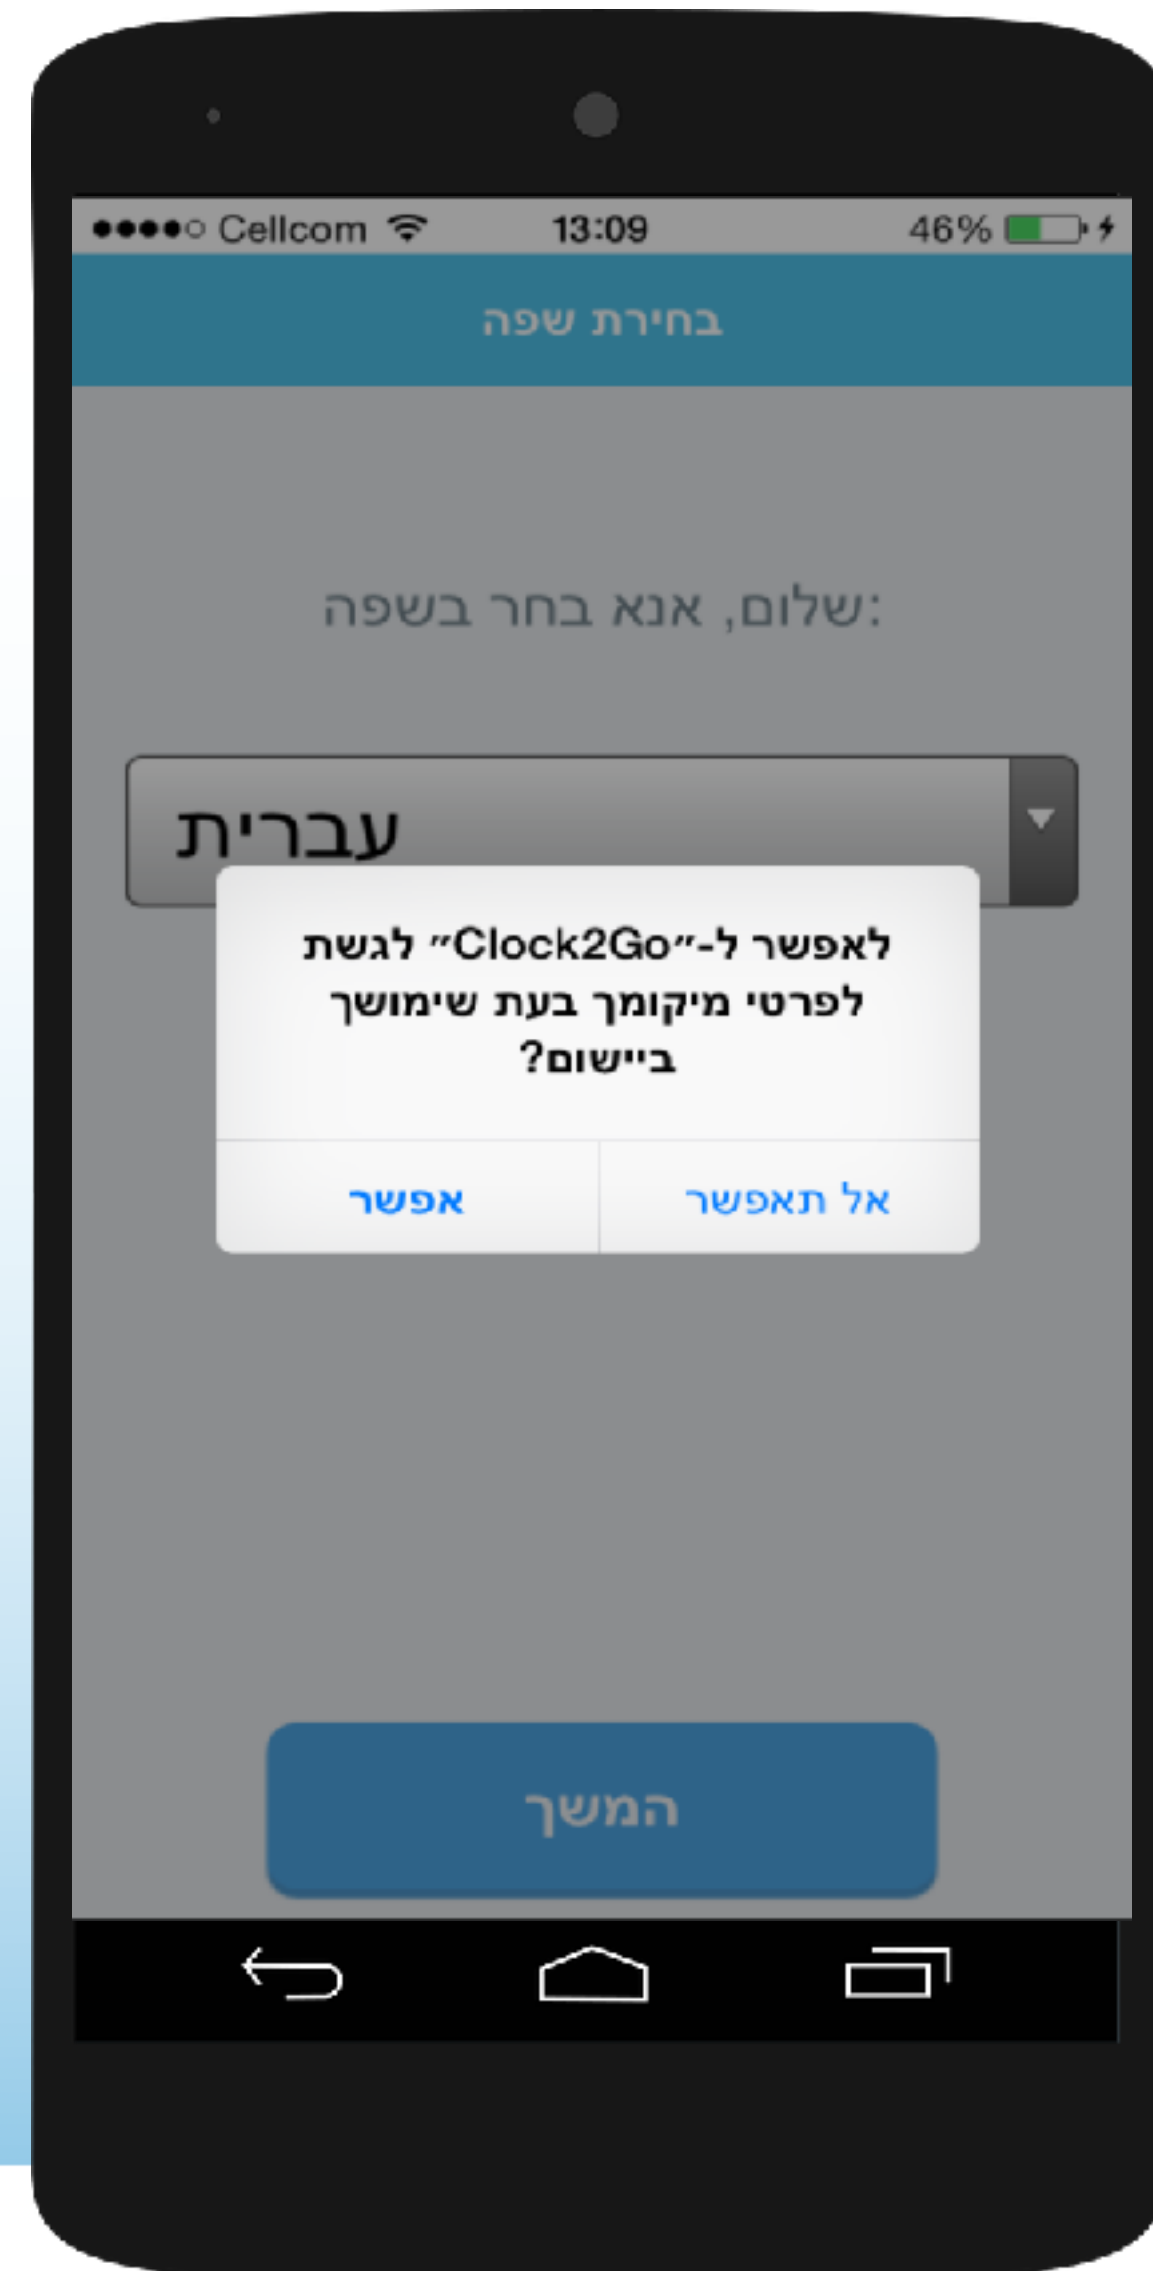 Cellcom 13:09 46%
בחירת שפה
שלום, אנא בחר בשפה:
עברית
לאפשר ל-״Clock2Go״ לגשת
לפרטי מיקומך בעת שימושך
ביישום?
אל תאפשר
אפשר
המשך